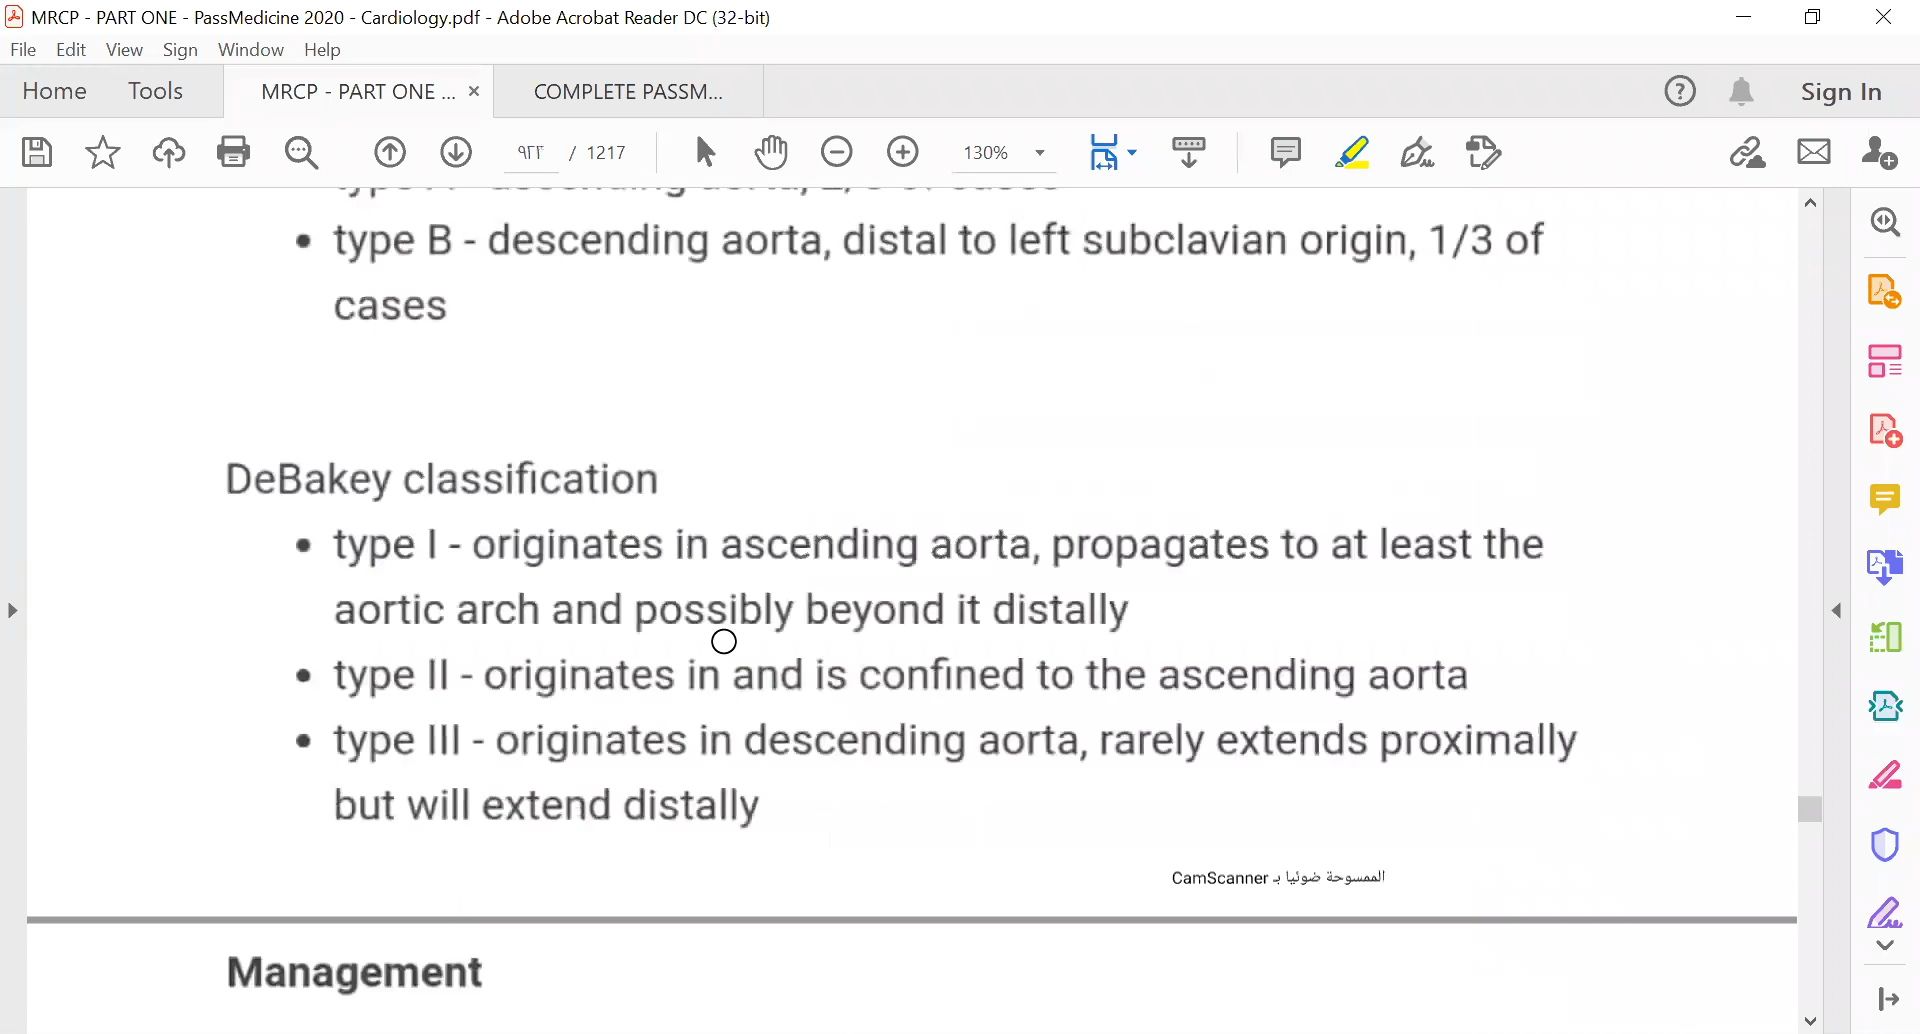 MRCP - PART ONE - PassMedicine 2020 - Cardiology.pdf - Adobe Acrobat Reader DC (32-bit)
File Edit View Sign Window Help
Home Tools MRCP - PART ONE ... × COMPLETE PASSM... Sign In
٩٢٣ / 1217 130%
• type B - descending aorta, distal to left subclavian origin, 1/3 of
cases
DeBakey classification
• type I - originates in ascending aorta, propagates to at least the
aortic arch and possibly beyond it distally
• type II - originates in and is confined to the ascending aorta
• type III - originates in descending aorta, rarely extends proximally
but will extend distally
الممسوحة ضوئيا بـ CamScanner
Management